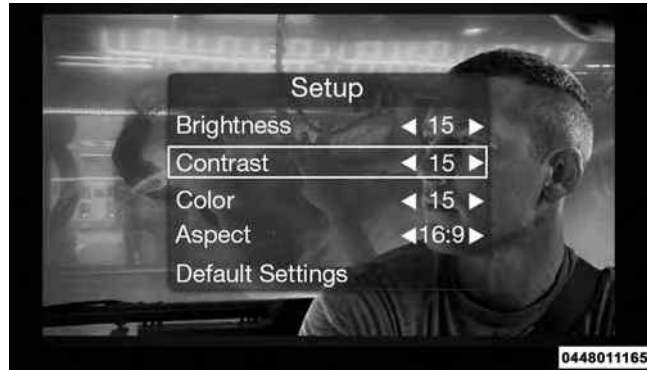 Setup
Brightness ◀ 15 ▶
Contrast ◀ 15 ▶
Color ◀ 15 ▶
Aspect ◀16:9▶
Default Settings
0448011165